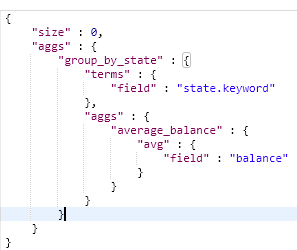 {
    "size" : 0,
    "aggs" : {
        "group_by_state" : {
            "terms" : {
                "field" : "state.keyword"
            },
            "aggs" : {
                "average_balance" : {
                    "avg" : {
                        "field" : "balance"
                    }
                }
            }
        }
    }
}